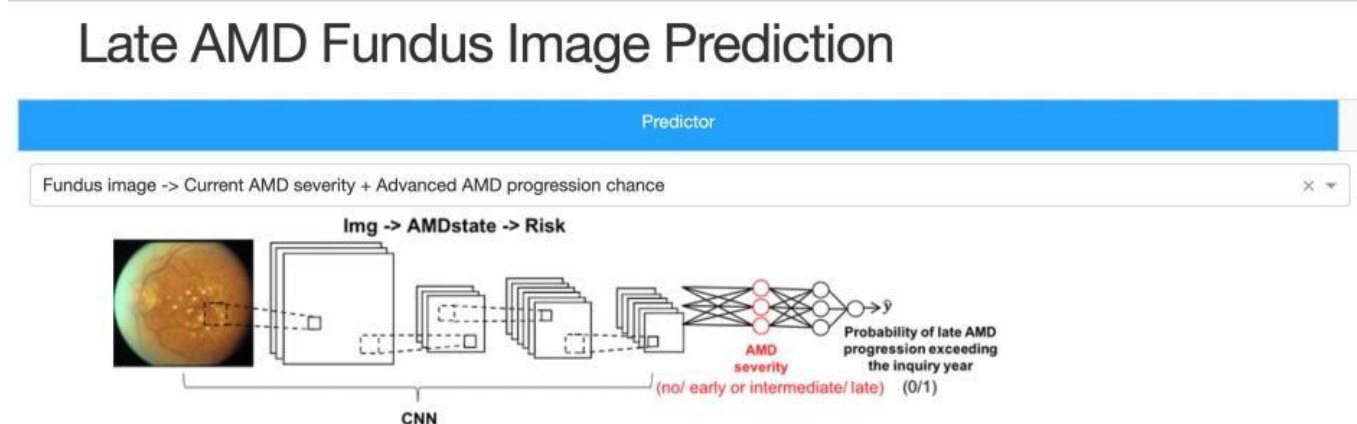 Late AMD Fundus Image Prediction
Predictor
Fundus image -> Current AMD severity + Advanced AMD progression chance
Img -> AMDstate -> Risk
ŷ
Probability of late AMD
progression exceeding
the inquiry year
(0/1)
AMD
severity
(no/ early or intermediate/ late)
CNN